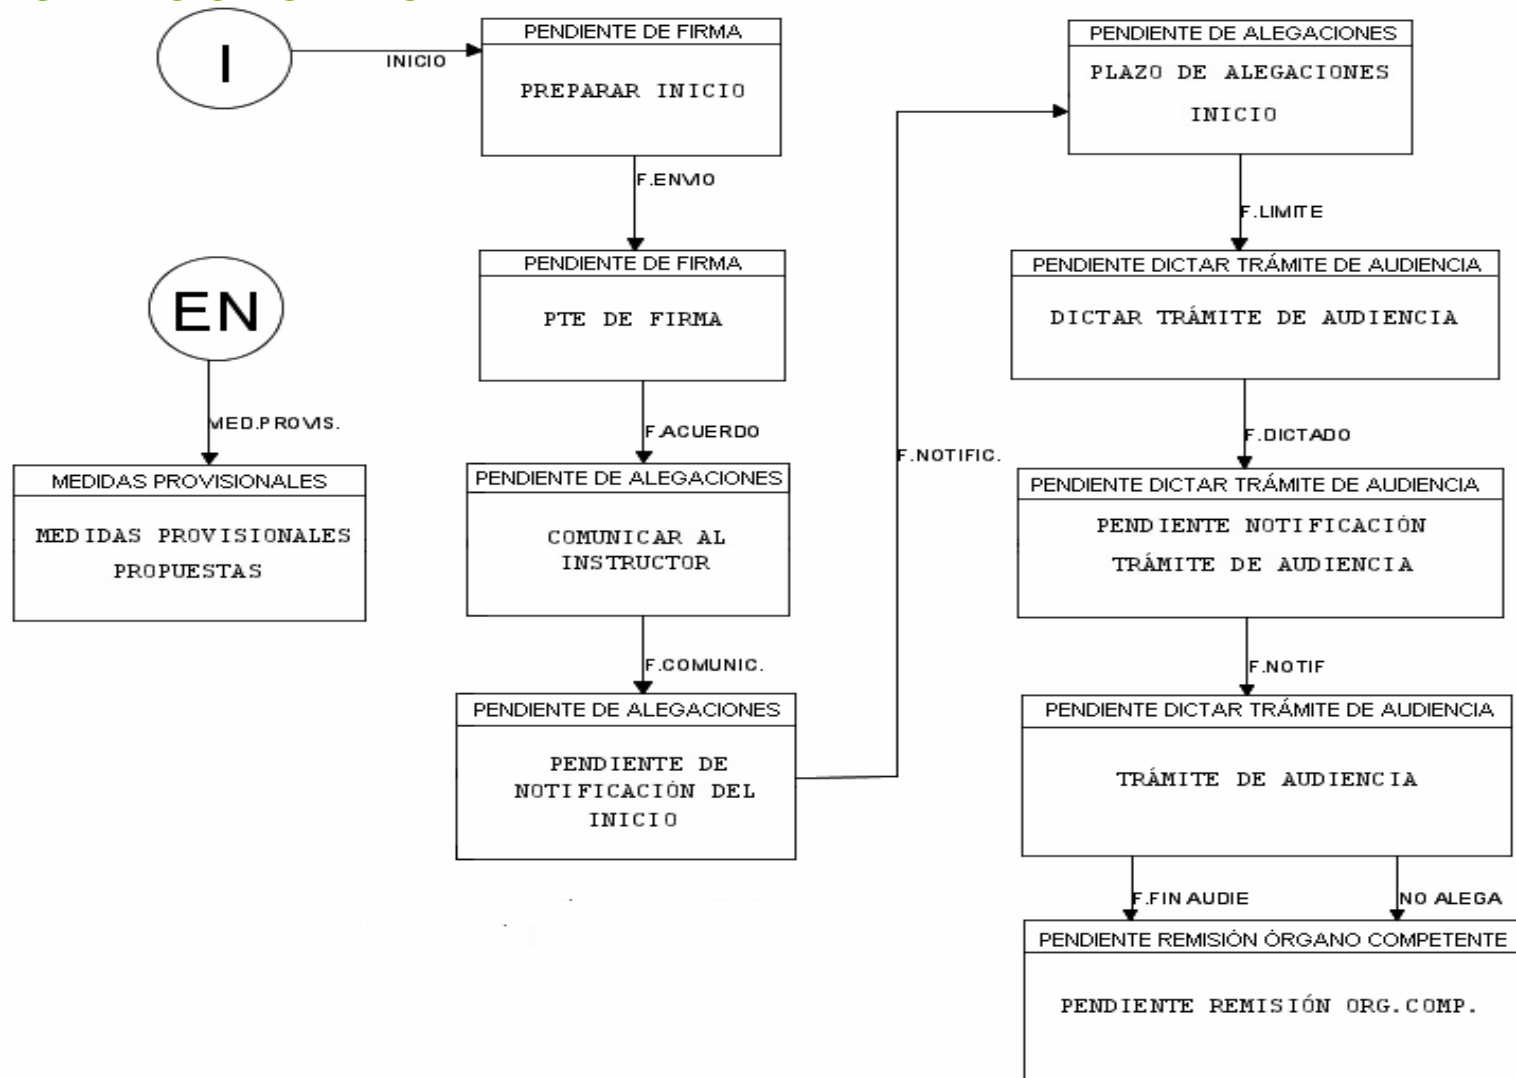 I
INICIO
PENDIENTE DE FIRMA
PREPARAR INICIO
F.ENVIO
PENDIENTE DE FIRMA
PTE DE FIRMA
F.ACUERDO
PENDIENTE DE ALEGACIONES
COMUNICAR AL
INSTRUCTOR
F.COMUNIC.
PENDIENTE DE ALEGACIONES
PENDIENTE DE
NOTIFICACIÓN DEL
INICIO
EN
MED.PROVIS.
MEDIDAS PROVISIONALES
MEDIDAS PROVISIONALES
PROPUESTAS
F.NOTIFIC.
PENDIENTE DE ALEGACIONES
PLAZO DE ALEGACIONES
INICIO
F.LIMITE
PENDIENTE DICTAR TRÁMITE DE AUDIENCIA
DICTAR TRÁMITE DE AUDIENCIA
F.DICTADO
PENDIENTE DICTAR TRÁMITE DE AUDIENCIA
PENDIENTE NOTIFICACIÓN
TRÁMITE DE AUDIENCIA
F.NOTIF
PENDIENTE DICTAR TRÁMITE DE AUDIENCIA
TRÁMITE DE AUDIENCIA
F.FIN AUDIE
NO ALEGA
PENDIENTE REMISIÓN ÓRGANO COMPETENTE
PENDIENTE REMISIÓN ORG.COMP.